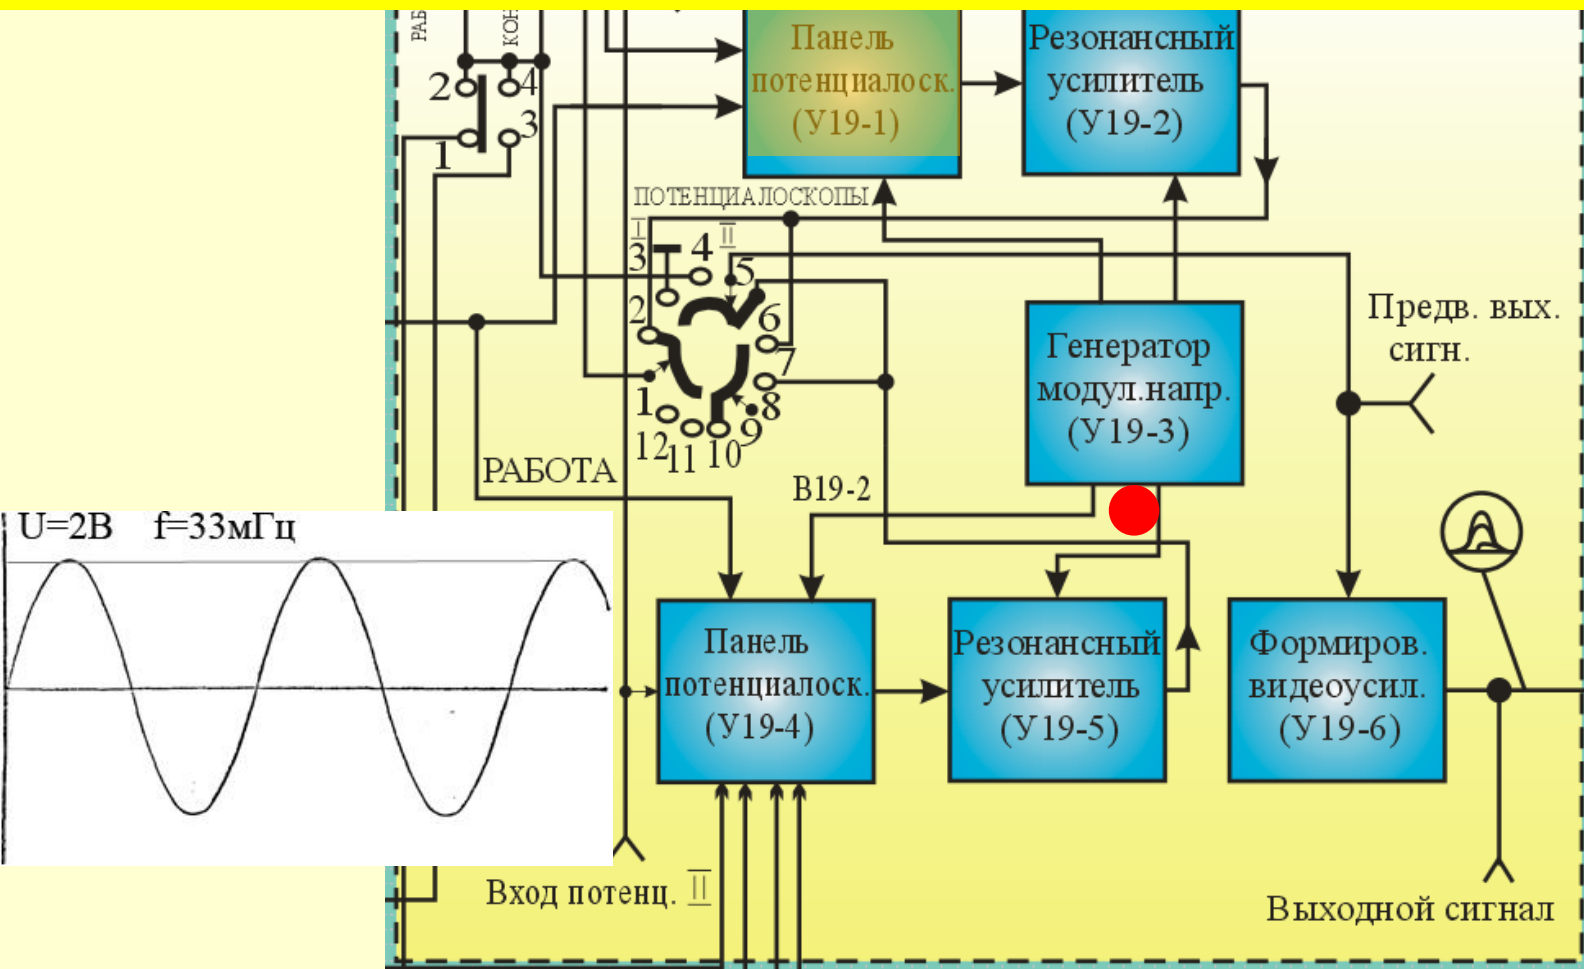 РАБ
КОН
Панель
потенциалоск.
(У19-1)
Резонансный
усилитель
(У19-2)
2
4
3
1
ПОТЕНЦИАЛОСКОПЫ
I
II
3
4
5
2
6
7
1
8
12
11
10
9
Генератор
модул.напр.
(У19-3)
Предв. вых.
сигн.
РАБОТА
В19-2
U=2В f=33мГц
Панель
потенциалоск.
(У19-4)
Резонансный
усилитель
(У19-5)
Формиров.
видеоусил.
(У19-6)
Вход потенц. II
Выходной сигнал